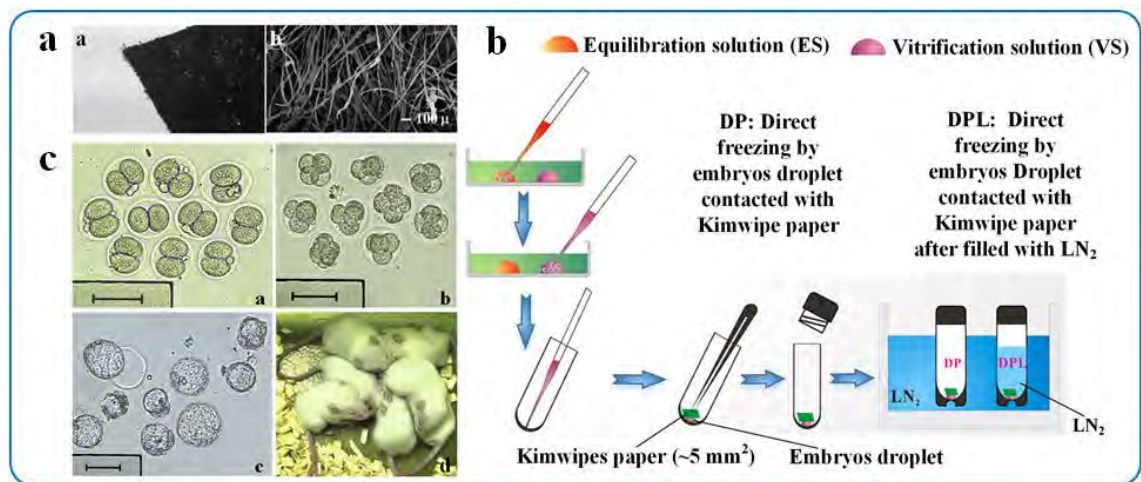 a
a
b
100 μ
c
a
b
c
d
b
Equilibration solution (ES)
Vitrification solution (VS)
DP: Direct
freezing by
embryos droplet
contacted with
Kimwipe paper
DPL: Direct
freezing by
embryos Droplet
contacted with
Kimwipe paper
after filled with LN2
DP
DPL
LN2
LN2
Kimwipes paper (~5 mm2)
Embryos droplet